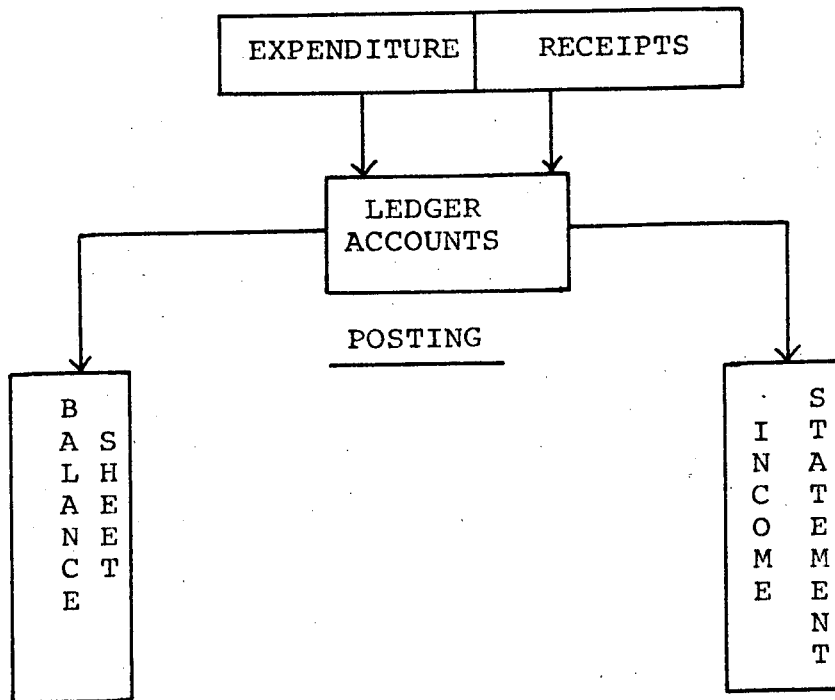 EXPENDITURE
RECEIPTS
LEDGER
ACCOUNTS
POSTING
BALANCE
SHEET
INCOME
STATEMENT